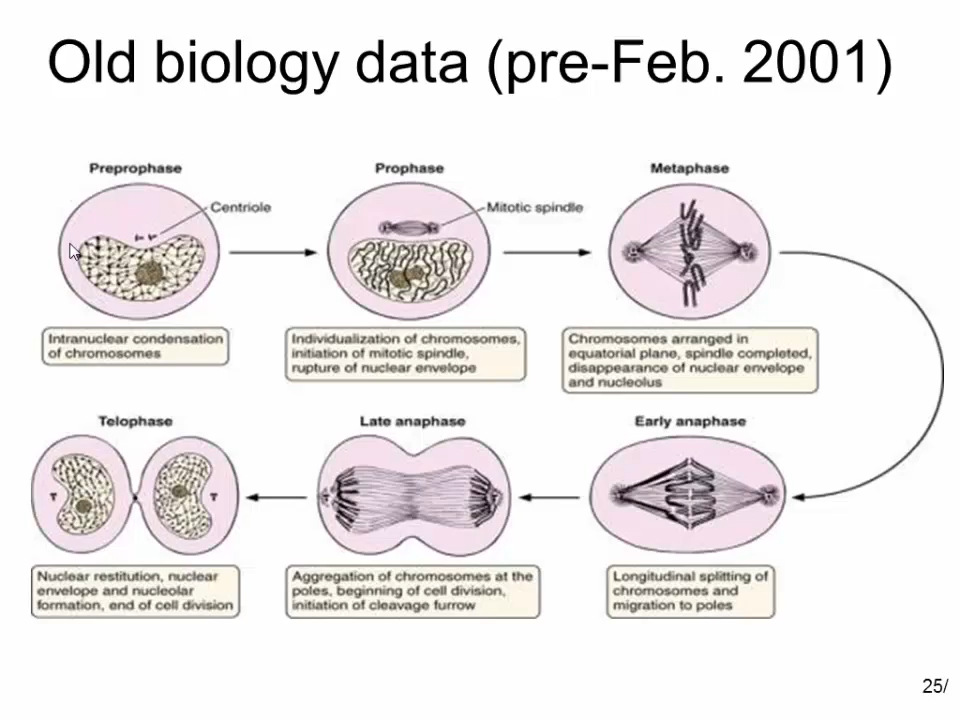 Old biology data (pre-Feb. 2001)
Preprophase
Prophase
Metaphase
Centriole
Mitotic spindle
Intranuclear condensation
of chromosomes
Individualization of chromosomes,
initiation of mitotic spindle,
rupture of nuclear envelope
Chromosomes arranged in
equatorial plane, spindle completed,
disappearance of nuclear envelope
and nucleolus
Telophase
Late anaphase
Early anaphase
Nuclear restitution, nuclear
envelope and nucleolar
formation, end of cell division
Aggregation of chromosomes at the
poles, beginning of cell division,
initiation of cleavage furrow
Longitudinal splitting of
chromosomes and
migration to poles
25/